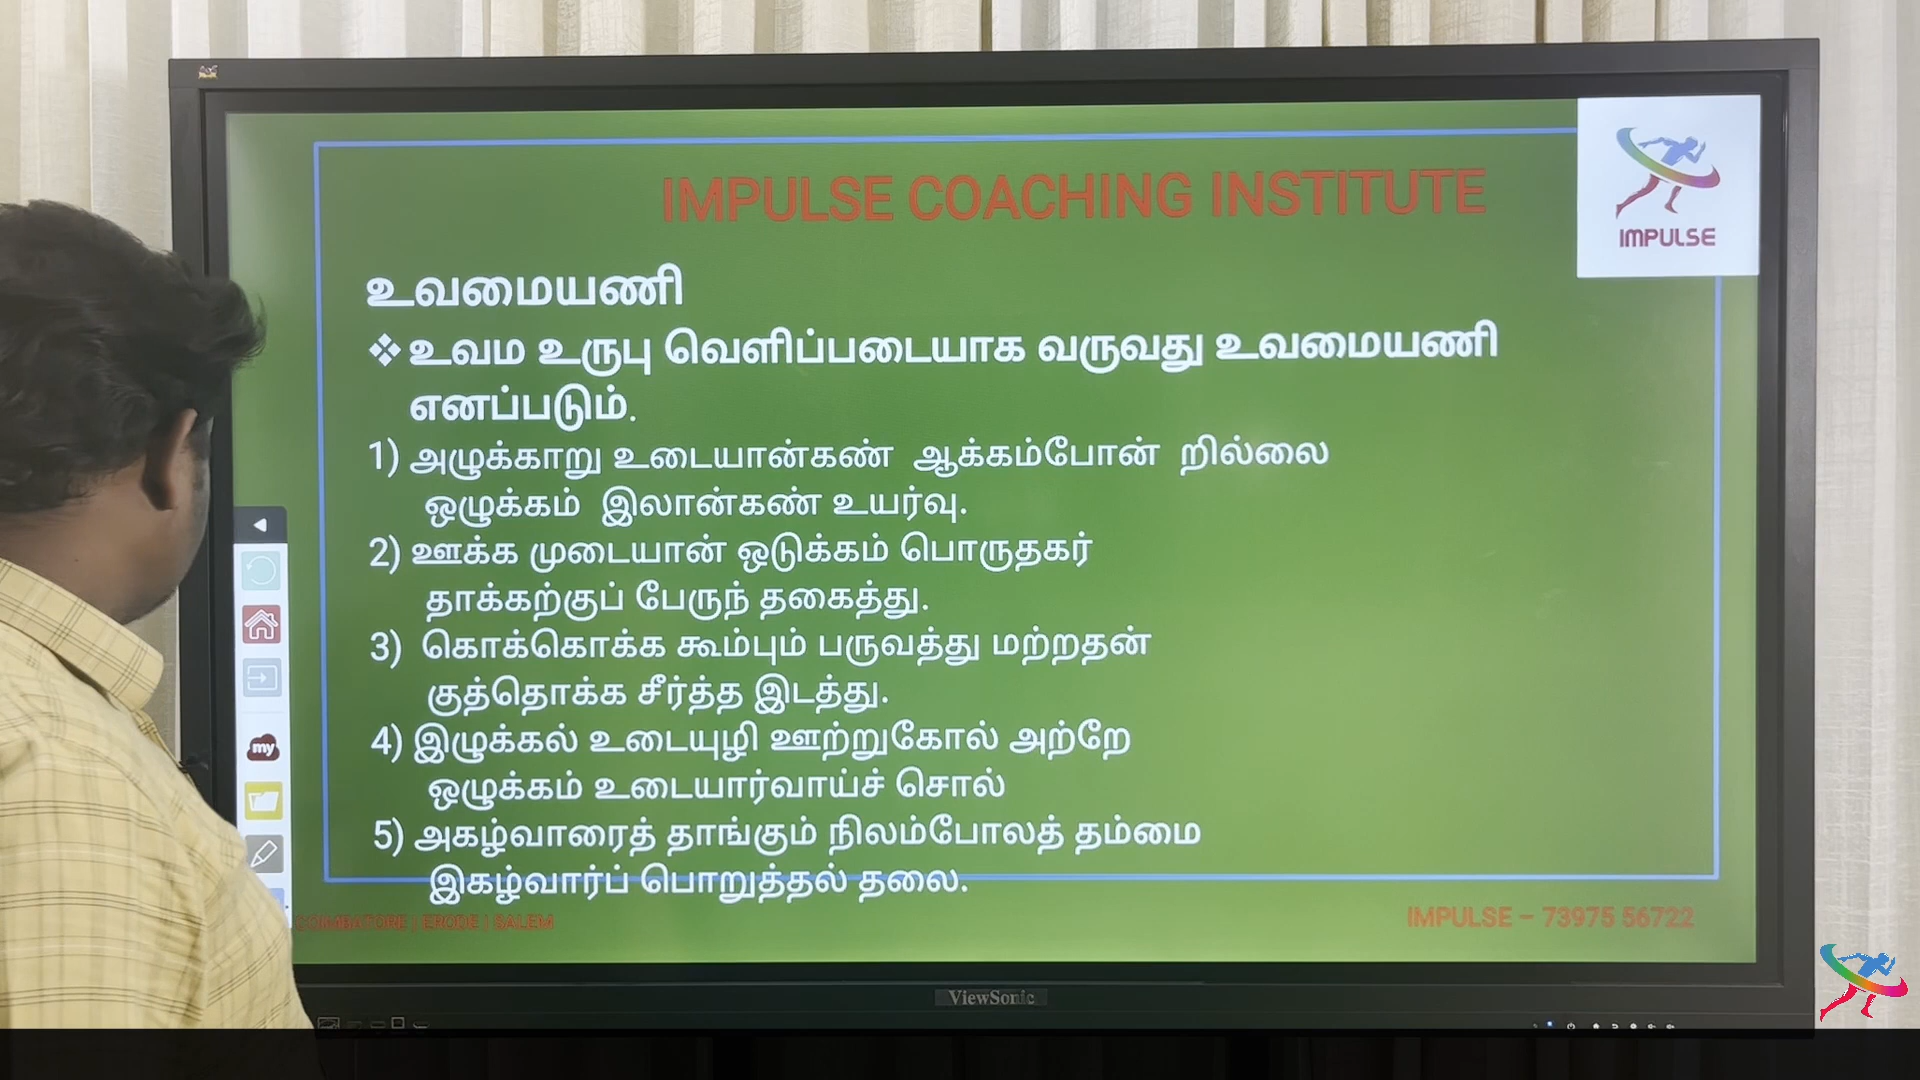 IMPULSE COACHING INSTITUTE
IMPULSE
உவமையணி
❖ உவம உருபு வெளிப்படையாக வருவது உவமையணி
எனப்படும்.
1) அழுக்காறு உடையான்கண் ஆக்கம்போன் றில்லை
ஒழுக்கம் இலான்கண் உயர்வு.
2) ஊக்க முடையான் ஒடுக்கம் பொருதகர்
தாக்கற்குப் பேருந் தகைத்து.
3) கொக்கொக்க கூம்பும் பருவத்து மற்றதன்
குத்தொக்க சீர்த்த இடத்து.
4) இழுக்கல் உடையுழி ஊற்றுகோல் அற்றே
ஒழுக்கம் உடையார்வாய்ச் சொல்
5) அகழ்வாரைத் தாங்கும் நிலம்போலத் தம்மை
இகழ்வார்ப் பொறுத்தல் தலை.
my
COIMBATORE | ERODE | SALEM
IMPULSE – 73975 56722
ViewSonic